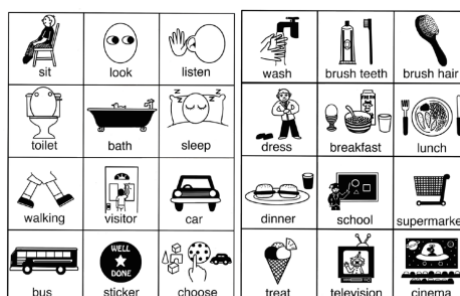 sit look listen
toilet bath sleep
walking visitor car
bus WELL DONE sticker choose
wash brush teeth brush hair
dress breakfast lunch
dinner school supermarke
treat television cinema